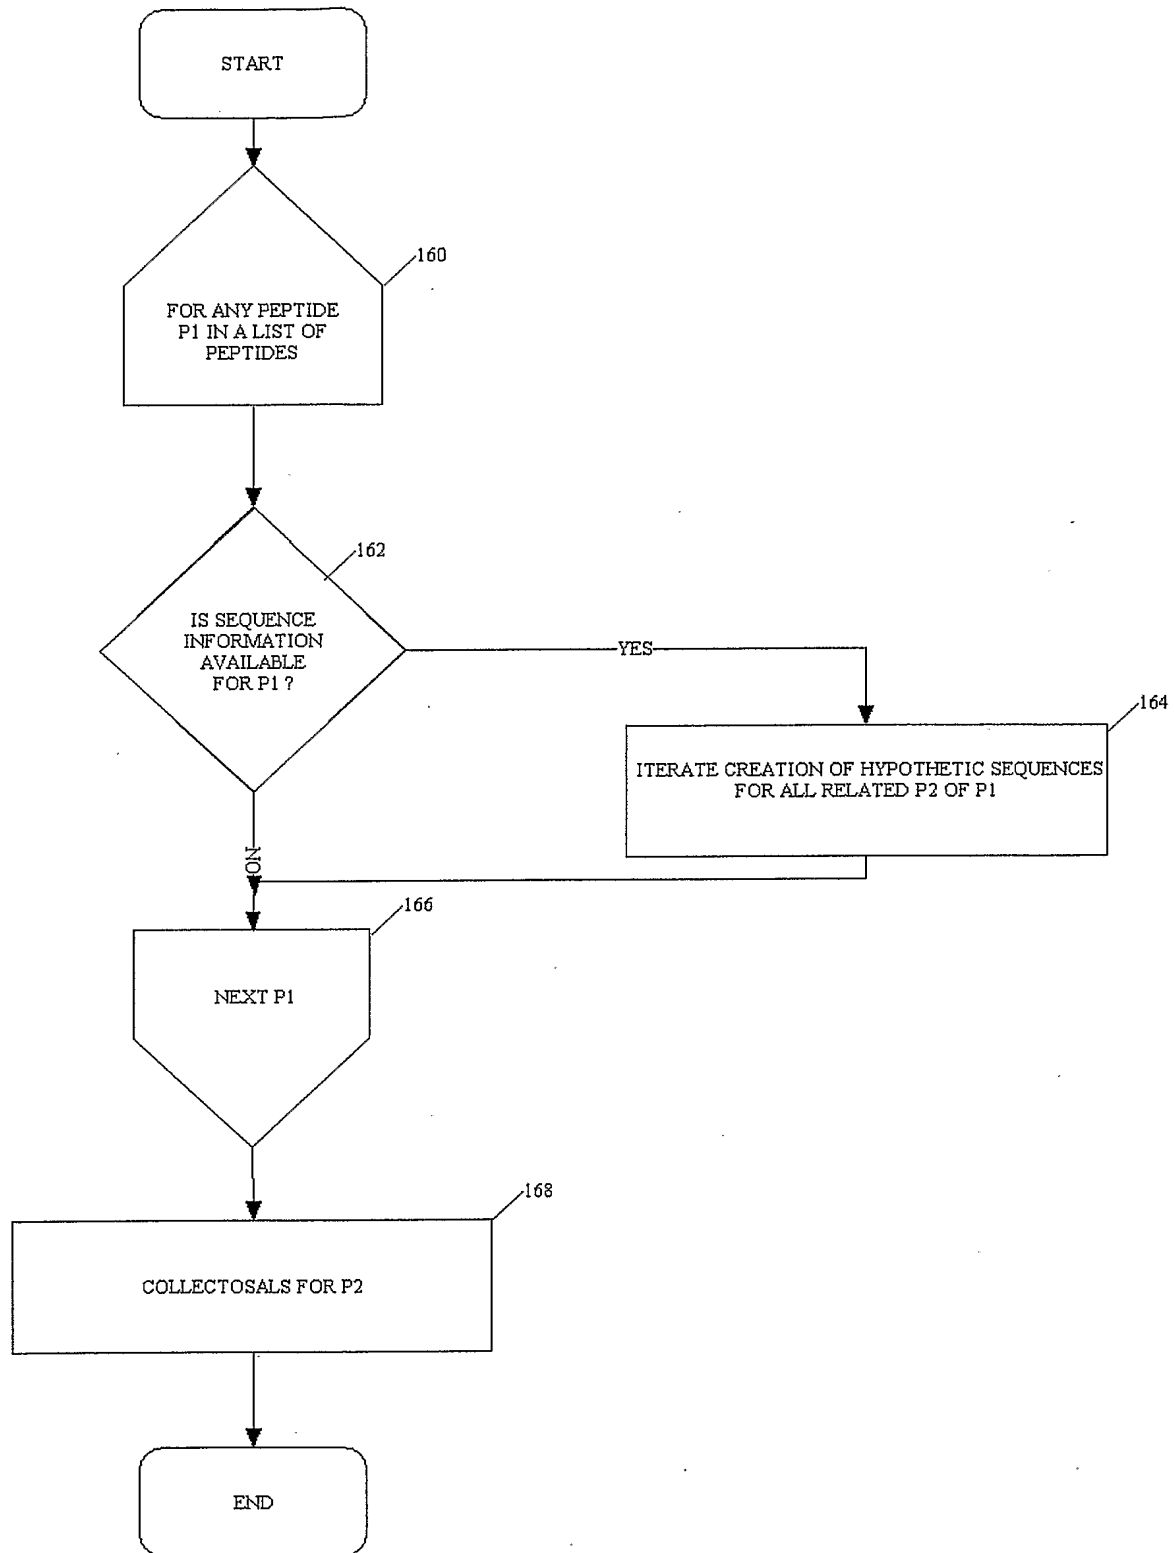 START
160
FOR ANY PEPTIDE
P1 IN A LIST OF
PEPTIDES
162
IS SEQUENCE
INFORMATION
AVAILABLE
FOR P1 ?
YES
164
ITERATE CREATION OF HYPOTHETIC SEQUENCES
FOR ALL RELATED P2 OF P1
NO
166
NEXT P1
168
COLLECTOSALS FOR P2
END